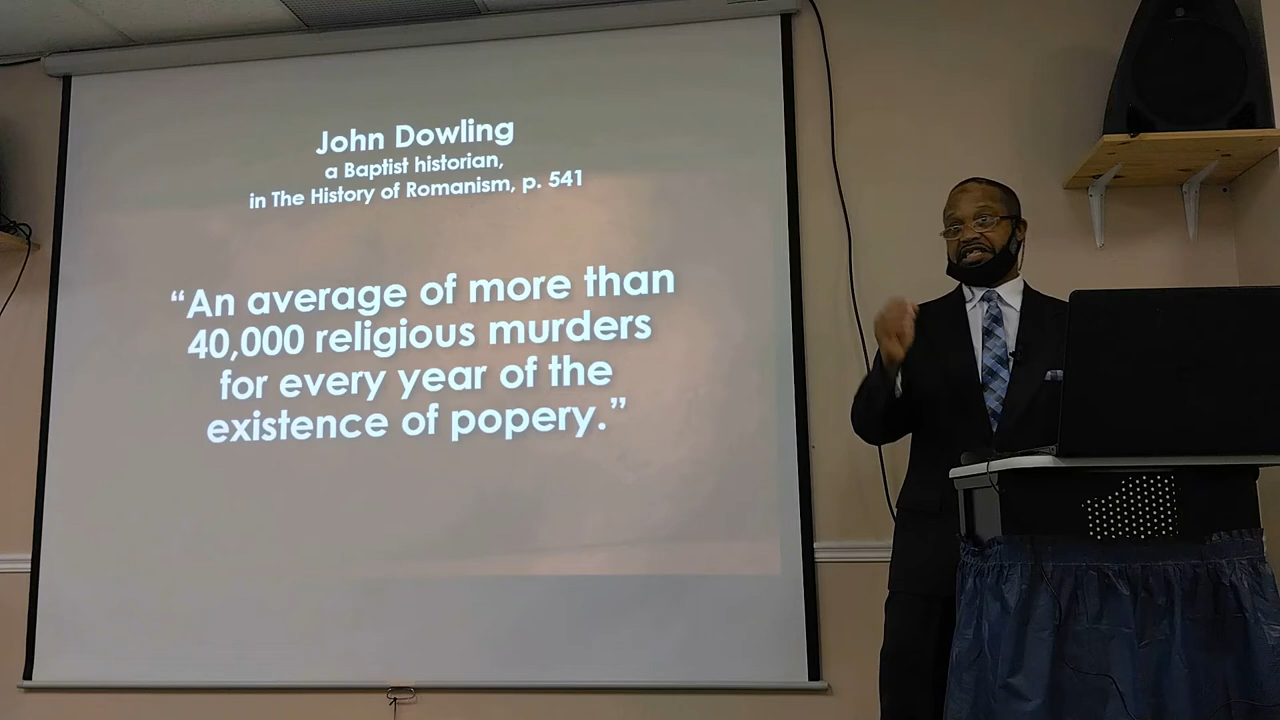 John Dowling
a Baptist historian,
in The History of Romanism, p. 541
“An average of more than
40,000 religious murders
for every year of the
existence of popery.”